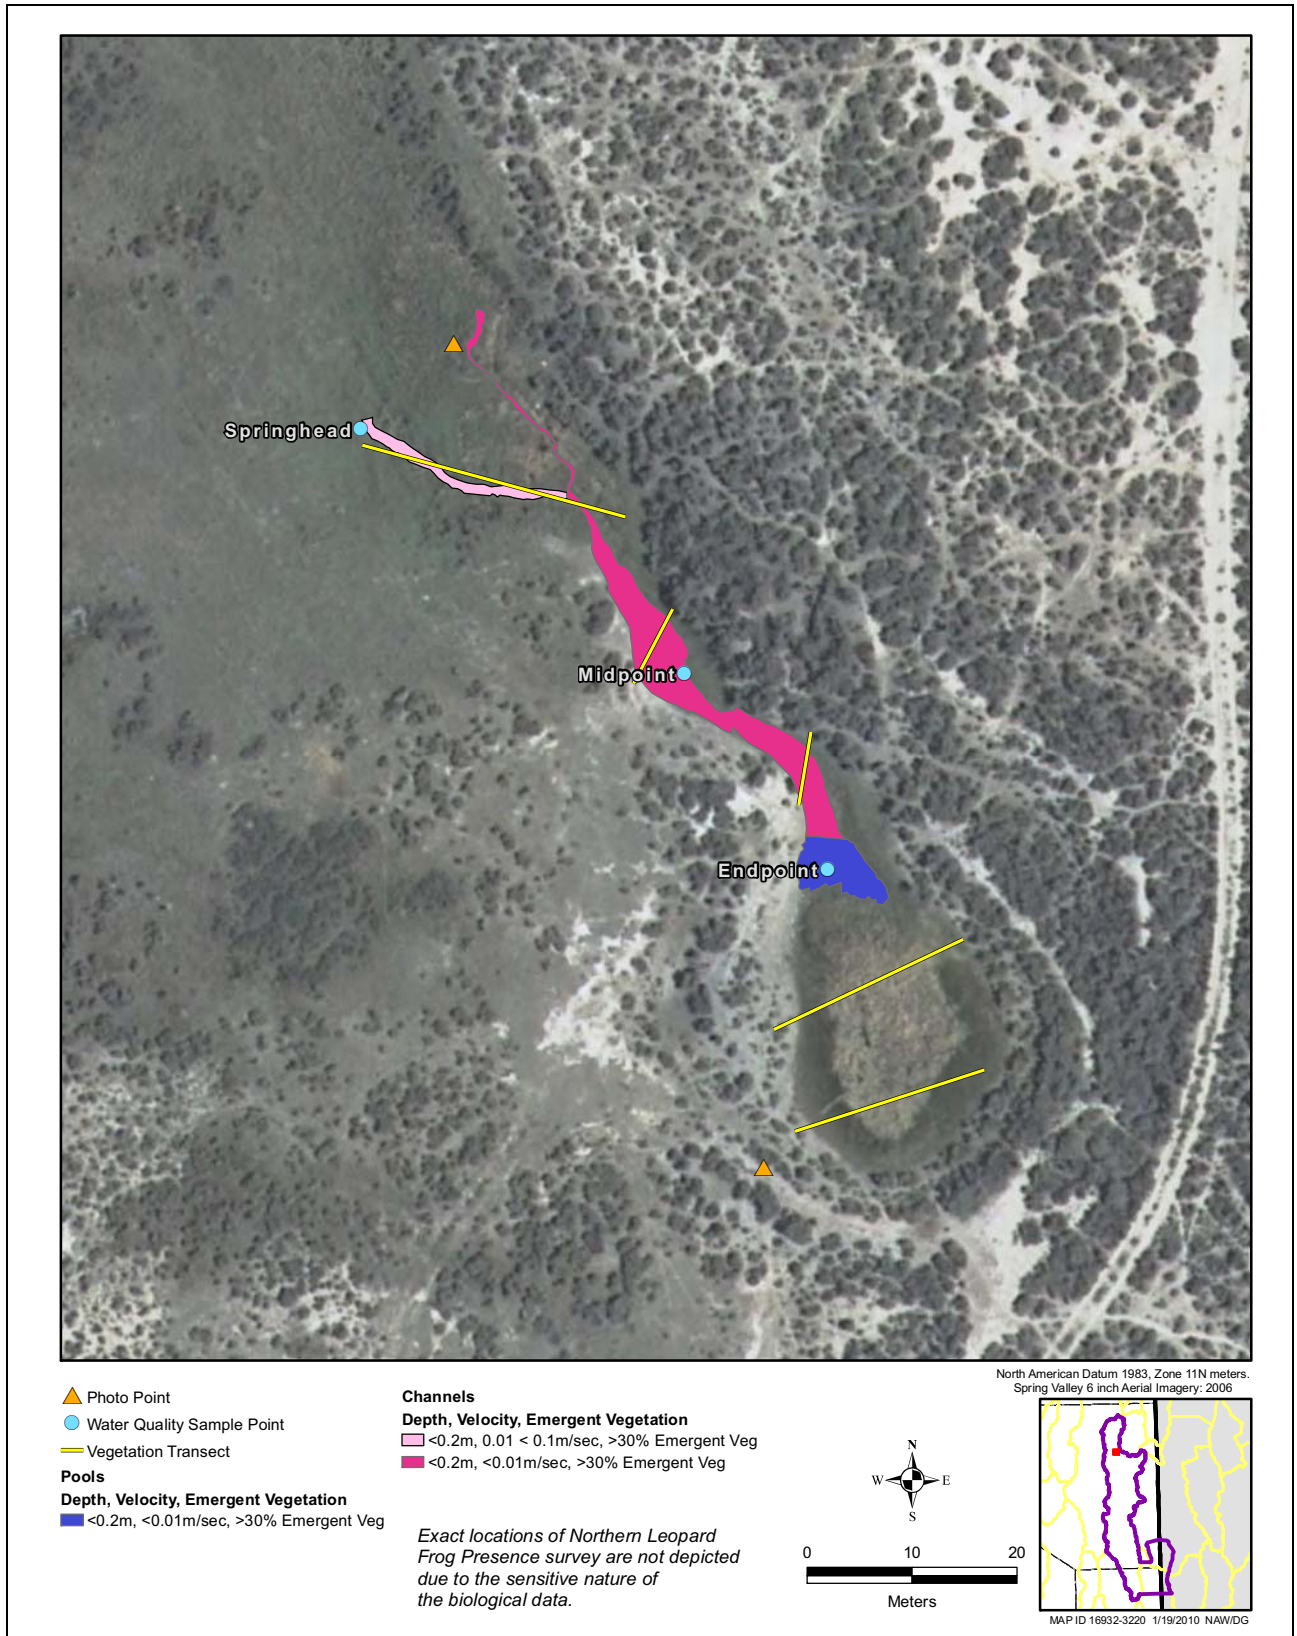 Springhead
Midpoint
Endpoint
North American Datum 1983, Zone 11N meters.
Spring Valley 6 inch Aerial Imagery: 2006
Photo Point
Water Quality Sample Point
Vegetation Transect
Pools
Depth, Velocity, Emergent Vegetation
<0.2m, <0.01m/sec, >30% Emergent Veg
Channels
Depth, Velocity, Emergent Vegetation
<0.2m, 0.01 < 0.1m/sec, >30% Emergent Veg
<0.2m, <0.01m/sec, >30% Emergent Veg
Exact locations of Northern Leopard
Frog Presence survey are not depicted
due to the sensitive nature of
the biological data.
N
W E
S
0 10 20
Meters
MAP ID 16932-3220 1/19/2010 NAW/DG